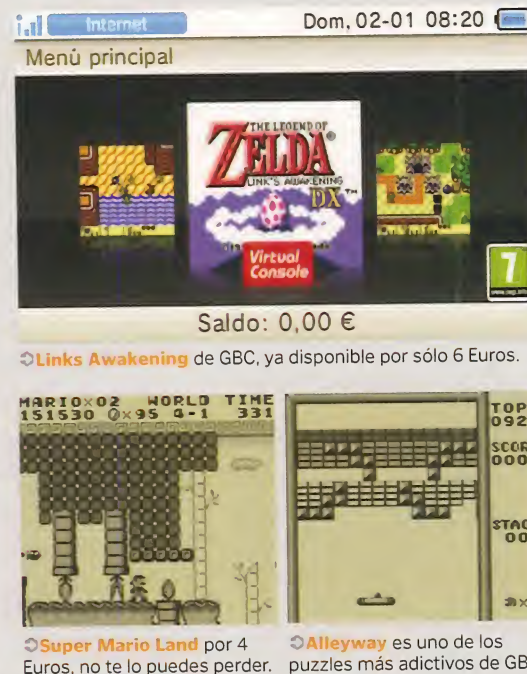 Internet
Dom, 02-01 08:20
Menú principal
THE LEGEND OF
ZELDA
LINK'S AWAKENING
DX™
Virtual
Console
7
Saldo: 0,00 €
Links Awakening de GBC, ya disponible por sólo 6 Euros.
MARIO×02 WORLD TIME
151530 ×95 4-1 331
TOP
092
SCOR
000
STAG
00
Super Mario Land por 4
Euros, no te lo puedes perder.
Alleyway es uno de los
puzzles más adictivos de GB